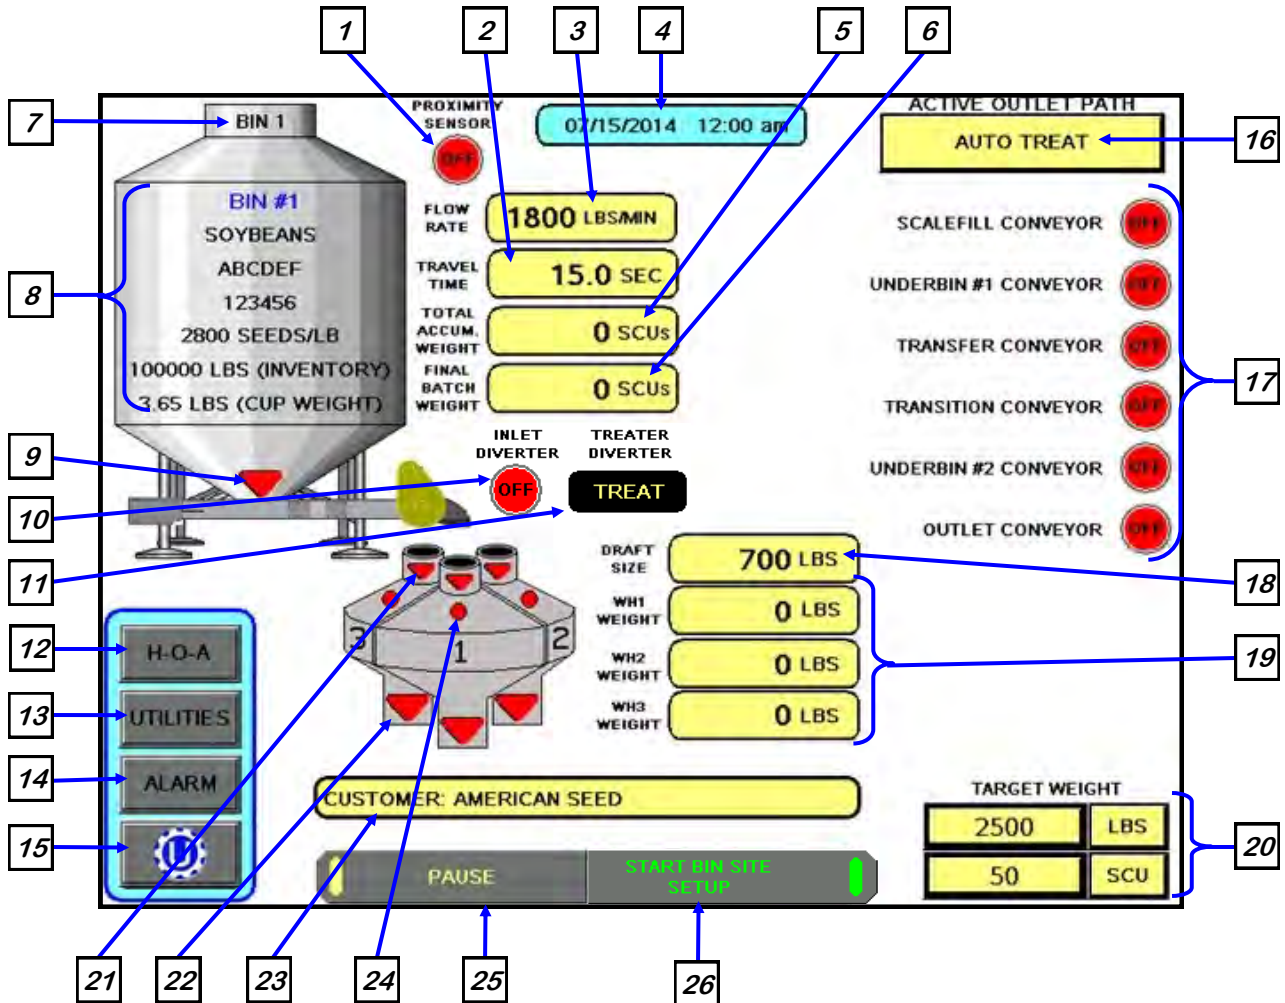 1
2
3
4
5
6
7
BIN 1
PROXIMITY
SENSOR
OFF
07/15/2014 12:00 am
ACTIVE OUTLET PATH
AUTO TREAT
16
8
BIN #1
SOYBEANS
ABCDEF
123456
2800 SEEDS/LB
100000 LBS (INVENTORY)
3.65 LBS (CUP WEIGHT)
FLOW
RATE
1800 LBS/MIN
TRAVEL
TIME
15.0 SEC
TOTAL
ACCUM.
WEIGHT
0 SCUs
FINAL
BATCH
WEIGHT
0 SCUs
SCALEFILL CONVEYOR OFF
UNDERBIN #1 CONVEYOR OFF
TRANSFER CONVEYOR OFF
TRANSITION CONVEYOR OFF
UNDERBIN #2 CONVEYOR OFF
OUTLET CONVEYOR OFF
17
9
10
11
INLET
DIVERTER
OFF
TREATER
DIVERTER
TREAT
DRAFT
SIZE
700 LBS
18
WH1
WEIGHT
0 LBS
WH2
WEIGHT
0 LBS
WH3
WEIGHT
0 LBS
19
3
1
2
12
H-O-A
13
UTILITIES
14
ALARM
15
U
CUSTOMER: AMERICAN SEED
TARGET WEIGHT
2500 LBS
50 SCU
20
PAUSE
START BIN SITE
SETUP
21
22
23
24
25
26